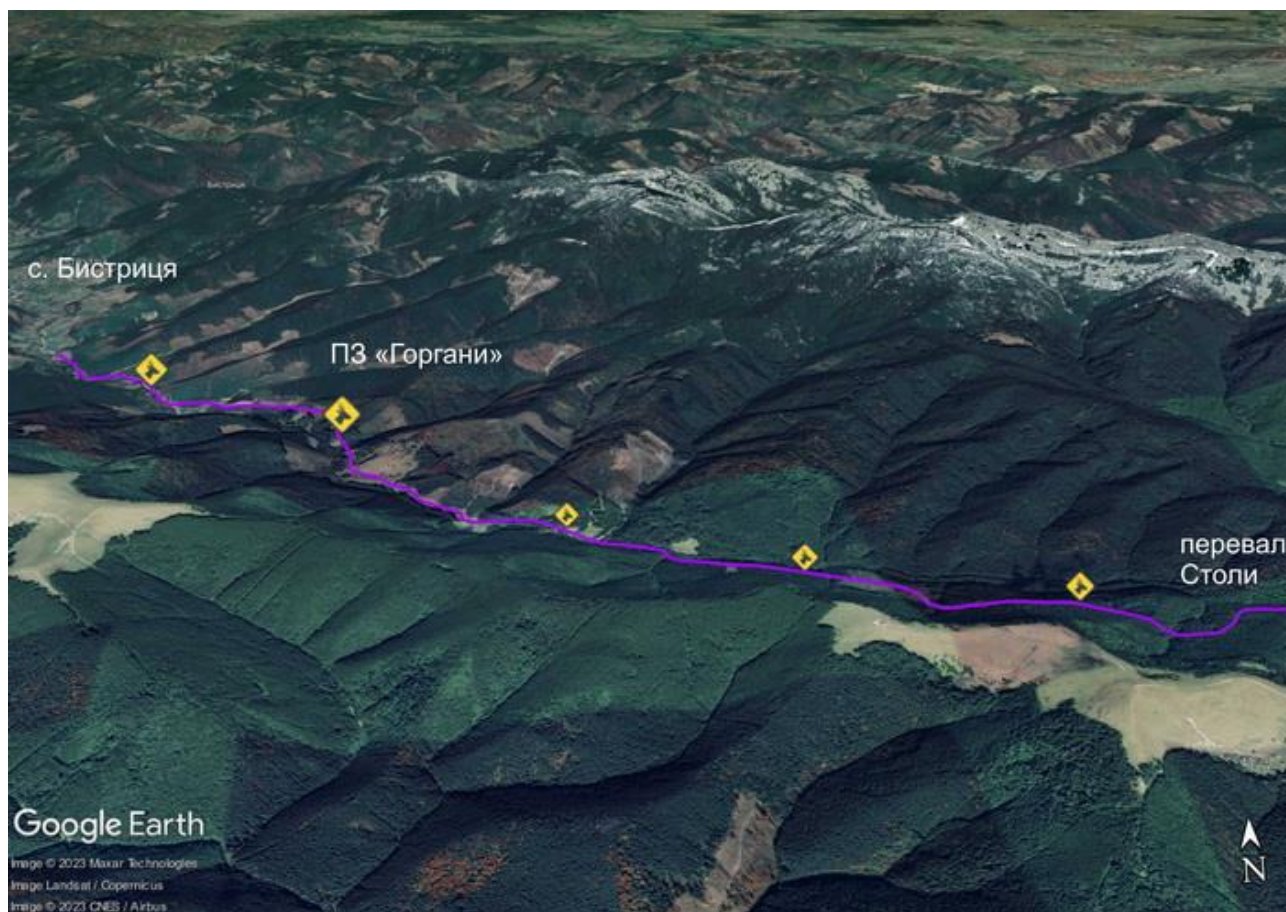 с. Бистриця
ПЗ «Горгани»
перевал
Столи
Google Earth
Image © 2023 Maxar Technologies
Image Landsat / Copernicus
Image © 2023 CNES / Airbus
N